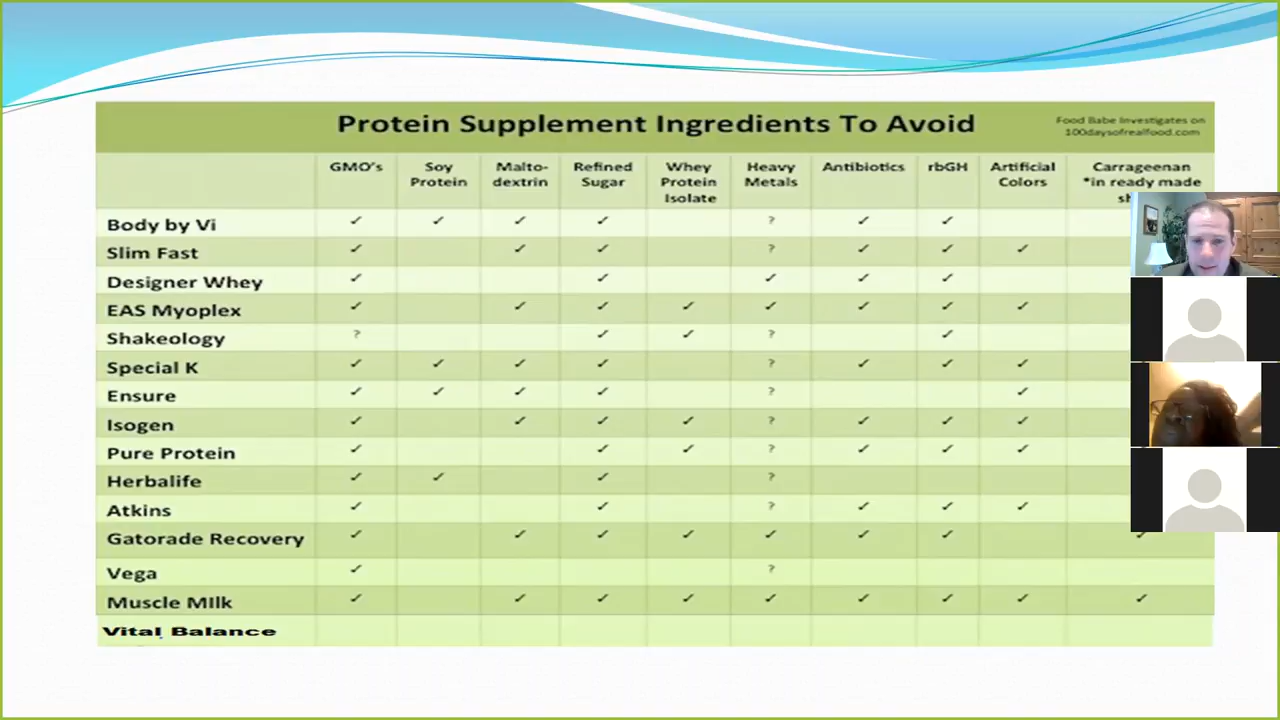 Protein Supplement Ingredients To Avoid
Food Babe Investigates on
100daysofrealfood.com
GMO's Soy Protein Malto-dextrin Refined Sugar Whey Protein Isolate Heavy Metals Antibiotics rbGH Artificial Colors Carrageenan *in ready made
Body by Vi ✓ ✓ ✓ ✓ ? ✓ ✓
Slim Fast ✓ ✓ ✓ ? ✓ ✓ ✓
Designer Whey ✓ ✓ ✓ ✓ ✓
EAS Myoplex ✓ ✓ ✓ ✓ ✓ ✓ ✓ ✓
Shakeology ? ✓ ✓ ? ✓
Special K ✓ ✓ ✓ ✓ ? ✓ ✓ ✓
Ensure ✓ ✓ ✓ ✓ ? ✓
Isogen ✓ ✓ ✓ ✓ ? ✓ ✓ ✓
Pure Protein ✓ ✓ ✓ ? ✓ ✓ ✓
Herbalife ✓ ✓ ✓ ?
Atkins ✓ ✓ ? ✓ ✓ ✓
Gatorade Recovery ✓ ✓ ✓ ✓ ✓ ✓ ✓ ✓
Vega ✓ ?
Muscle MIlk ✓ ✓ ✓ ✓ ✓ ✓ ✓ ✓ ✓
Vital Balance